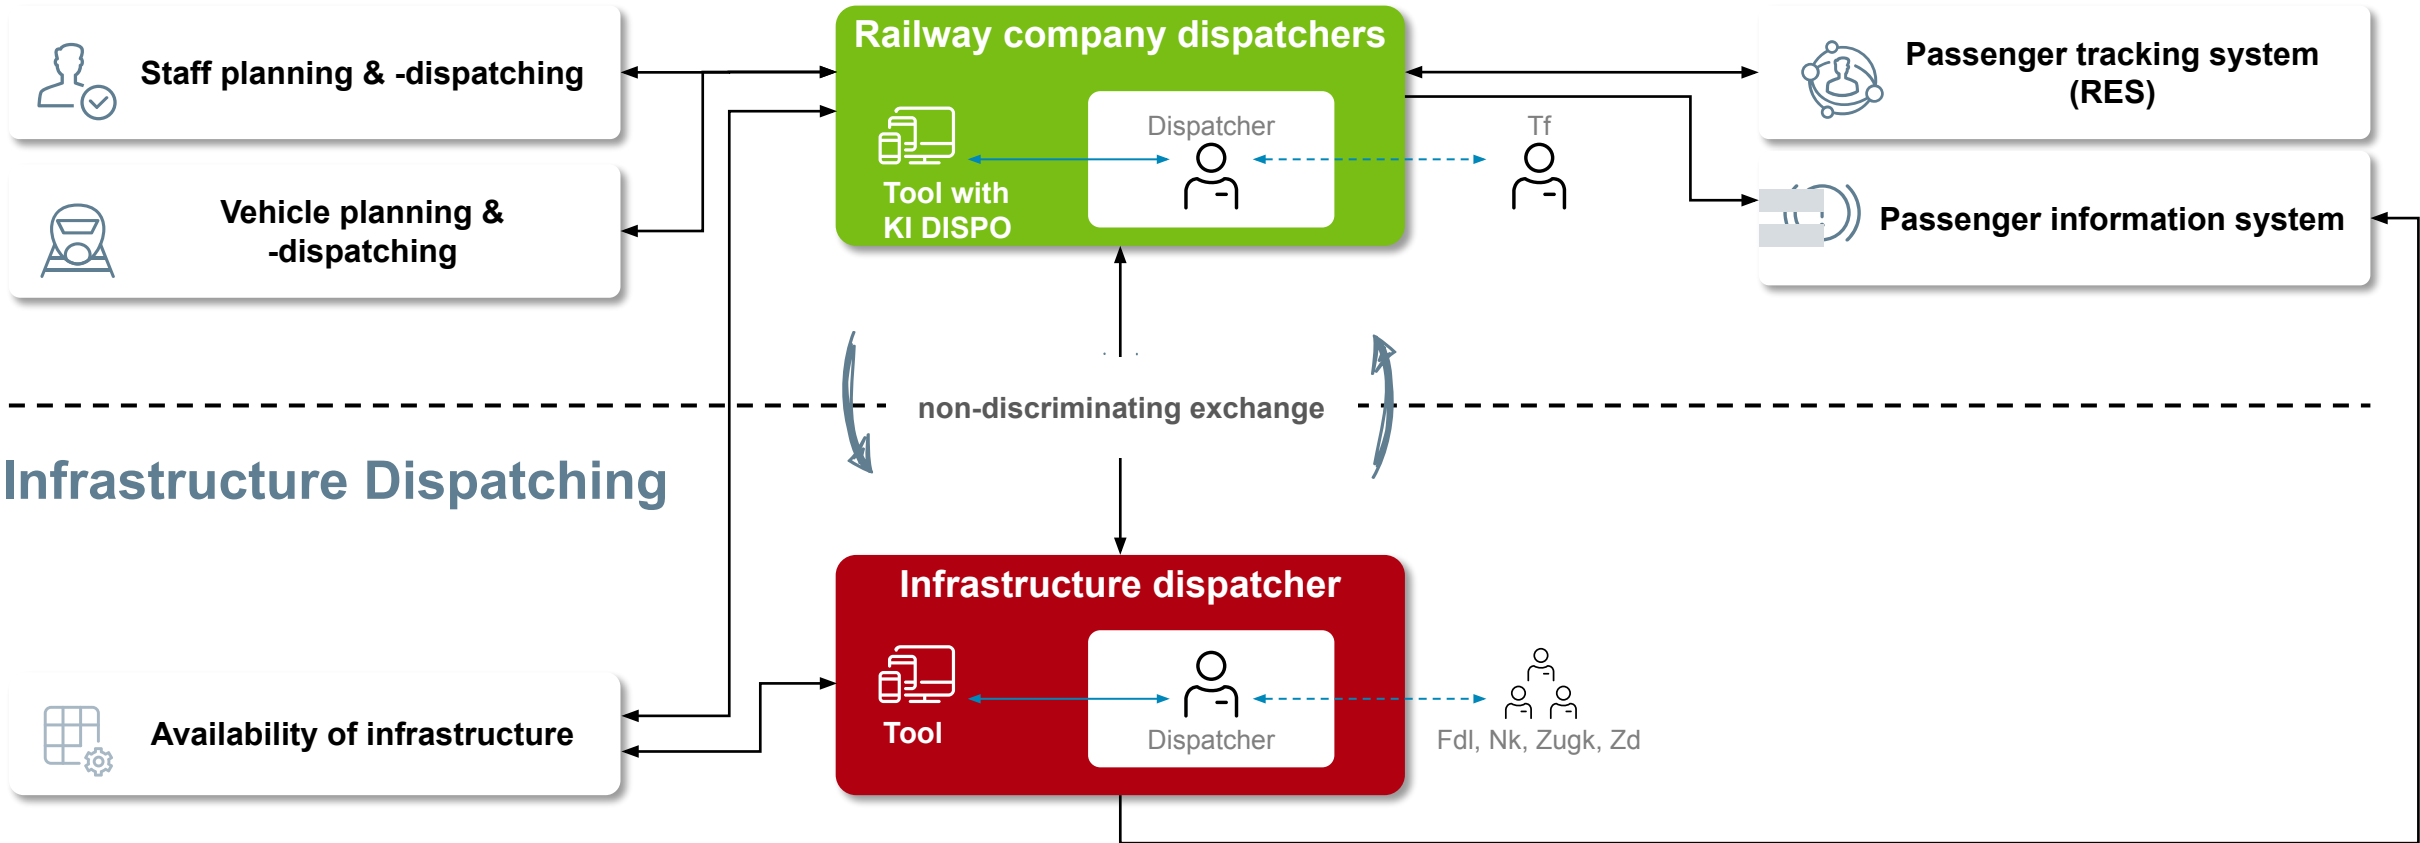 Railway company dispatchers
Staff planning & -dispatching
Passenger tracking system
(RES)
Dispatcher
Tf
Tool with
KI DISPO
Vehicle planning &
-dispatching
Passenger information system
non-discriminating exchange
Infrastructure Dispatching
Infrastructure dispatcher
Availability of infrastructure
Tool
Dispatcher
Fdl, Nk, Zugk, Zd